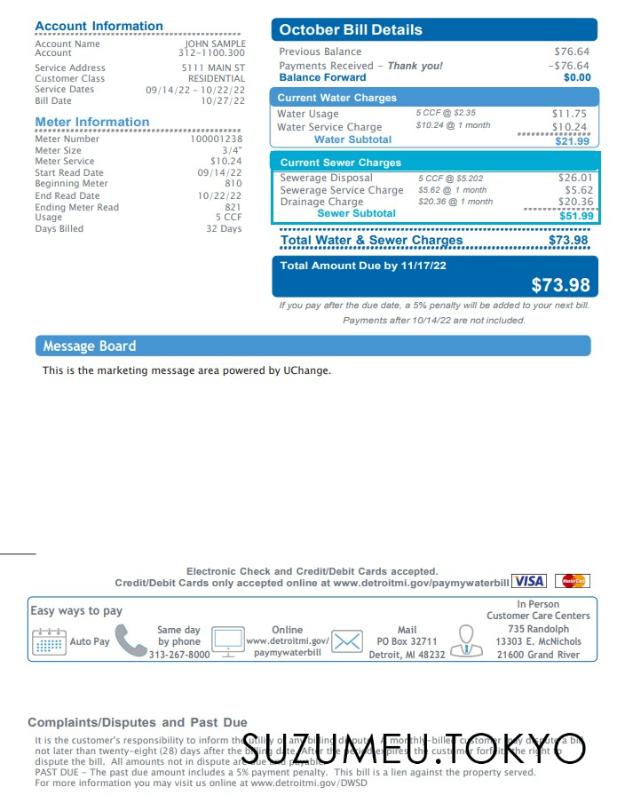 Account Information
Account Name JOHN SAMPLE
Account 312-1100.300
Service Address 5111 MAIN ST
Customer Class RESIDENTIAL
Service Dates 09/14/22 - 10/22/22
Bill Date 10/27/22
Meter Information
Meter Number 100001238
Meter Size 3/4"
Meter Service $10.24
Start Read Date 09/14/22
Beginning Meter 810
End Read Date 10/22/22
Ending Meter Read 821
Usage 5 CCF
Days Billed 32 Days
October Bill Details
Previous Balance $76.64
Payments Received - Thank you! -$76.64
Balance Forward $0.00
Current Water Charges
Water Usage 5 CCF @ $2.35 $11.75
Water Service Charge $10.24 @ 1 month $10.24
Water Subtotal $21.99
Current Sewer Charges
Sewerage Disposal 5 CCF @ $5.202 $26.01
Sewerage Service Charge $5.62 @ 1 month $5.62
Drainage Charge $20.36 @ 1 month $20.36
Sewer Subtotal $51.99
Total Water & Sewer Charges $73.98
Total Amount Due by 11/17/22
$73.98
If you pay after the due date, a 5% penalty will be added to your next bill.
Payments after 10/14/22 are not included.
Message Board
This is the marketing message area powered by UChange.
Electronic Check and Credit/Debit Cards accepted.
Credit/Debit Cards only accepted online at www.detroitmi.gov/paymywaterbill VISA MasterCard
Easy ways to pay
Auto Pay
Same day
by phone
313-267-8000
Online
www.detroitmi.gov/
paymywaterbill
Mail
PO Box 32711
Detroit, MI 48232
In Person
Customer Care Centers
735 Randolph
13303 E. McNichols
21600 Grand River
Complaints/Disputes and Past Due
It is the customer's responsibility to inform the utility of any billing dispute. A monthly-billed customer may dispute a bill
not later than twenty-eight (28) days after the billing date. After the period expires, the customer forfeits the right to
dispute the bill. All amounts not in dispute are due and payable.
PAST DUE - The past due amount includes a 5% payment penalty. This bill is a lien against the property served.
For more information you may visit us online at www.detroitmi.gov/DWSD
SUZUMEU.TOKYO